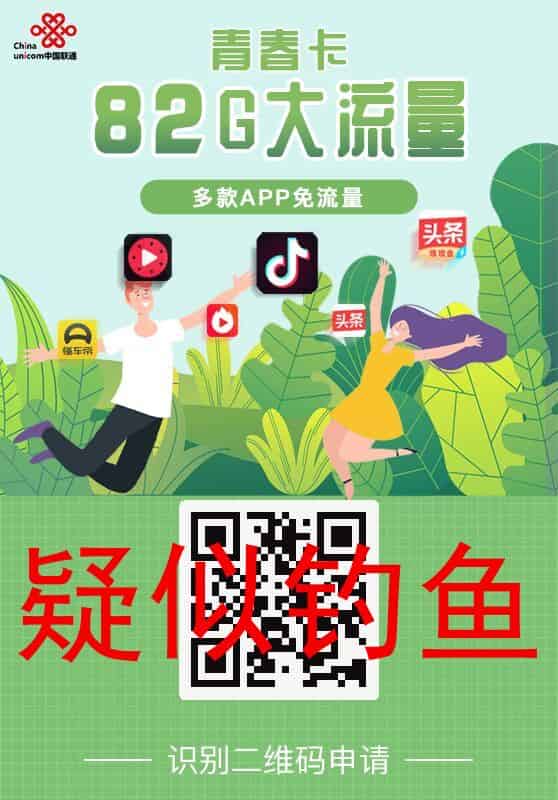 China
unicom中国联通
青春卡
82G大流量
多款APP免流量
头条
懂车帝
头条
疑似钓鱼
识别二维码申请